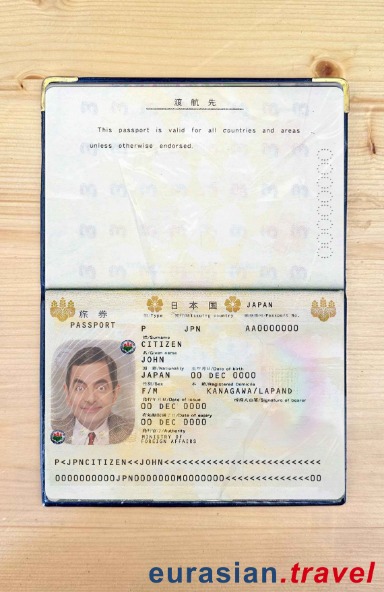 渡航先
This passport is valid for all countries and areas
unless otherwise endorsed.
旅券
日本国
JAPAN
PASSPORT
型/Type
発行国/Issuing country
旅券番号/Passport No.
P
JPN
AA0000000
姓/Surname
CITIZEN
名/Given name
JOHN
国籍/Nationality
生年月日/Date of birth
JAPAN
00 DEC 0000
性別/Sex
本籍/Registered Domicile
F/M
KANAGAWA/LAPAND
発行年月日/Date of issue
所持人自署/Signature of bearer
00 DEC 0000
有効期間満了日/Date of expiry
00 DEC 0000
発行官庁/Authority
MINISTRY OF
FOREIGN AFFAIRS
P<JPNCITIZEN<<JOHN<<<<<<<<<<<<<<<<<<<<<<<<<<
0000000000JPN0000000M0000000<<<<<<<<<<<<<<00
eurasian.travel